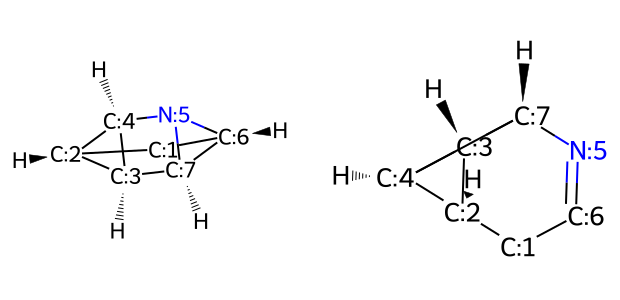 H
C:4 N:5
H C:2 C:1 C:6 H
C:3 C:7
H H
H
H
C:7
C:3 N:5
H C:4 H
C:2 C:6
C:1